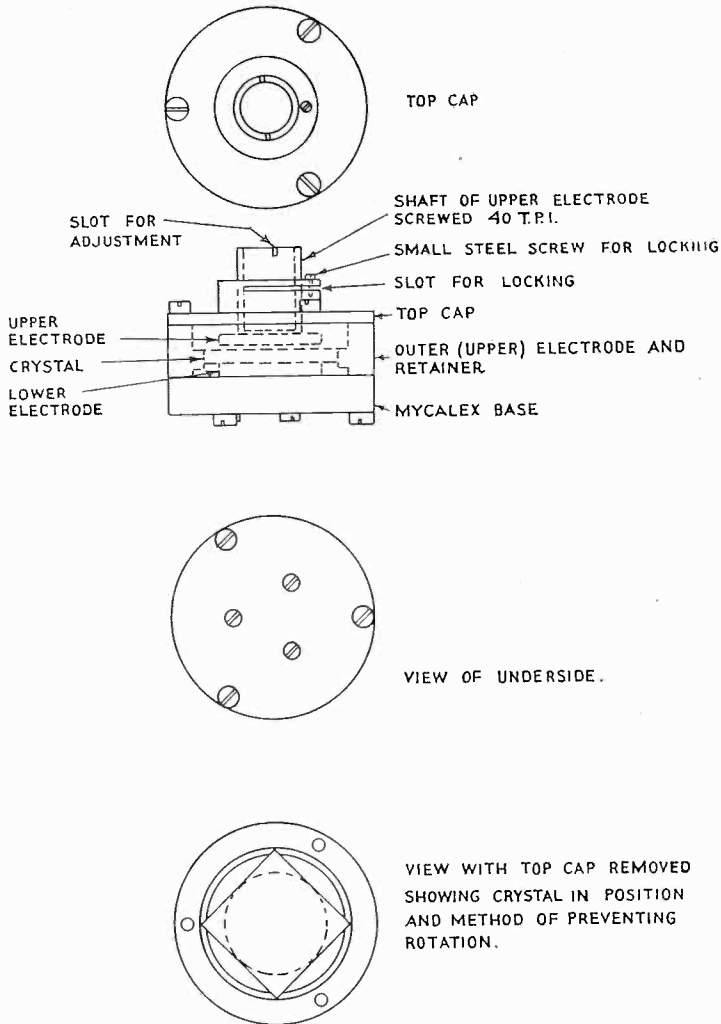 TOP CAP
SHAFT OF UPPER ELECTRODE
SCREWED 40 T.P.I.
SLOT FOR
ADJUSTMENT
SMALL STEEL SCREW FOR LOCKING
SLOT FOR LOCKING
TOP CAP
UPPER
ELECTRODE
OUTER (UPPER) ELECTRODE AND
RETAINER
CRYSTAL
LOWER
ELECTRODE
MYCALEX BASE
VIEW OF UNDERSIDE.
VIEW WITH TOP CAP REMOVED
SHOWING CRYSTAL IN POSITION
AND METHOD OF PREVENTING
ROTATION.